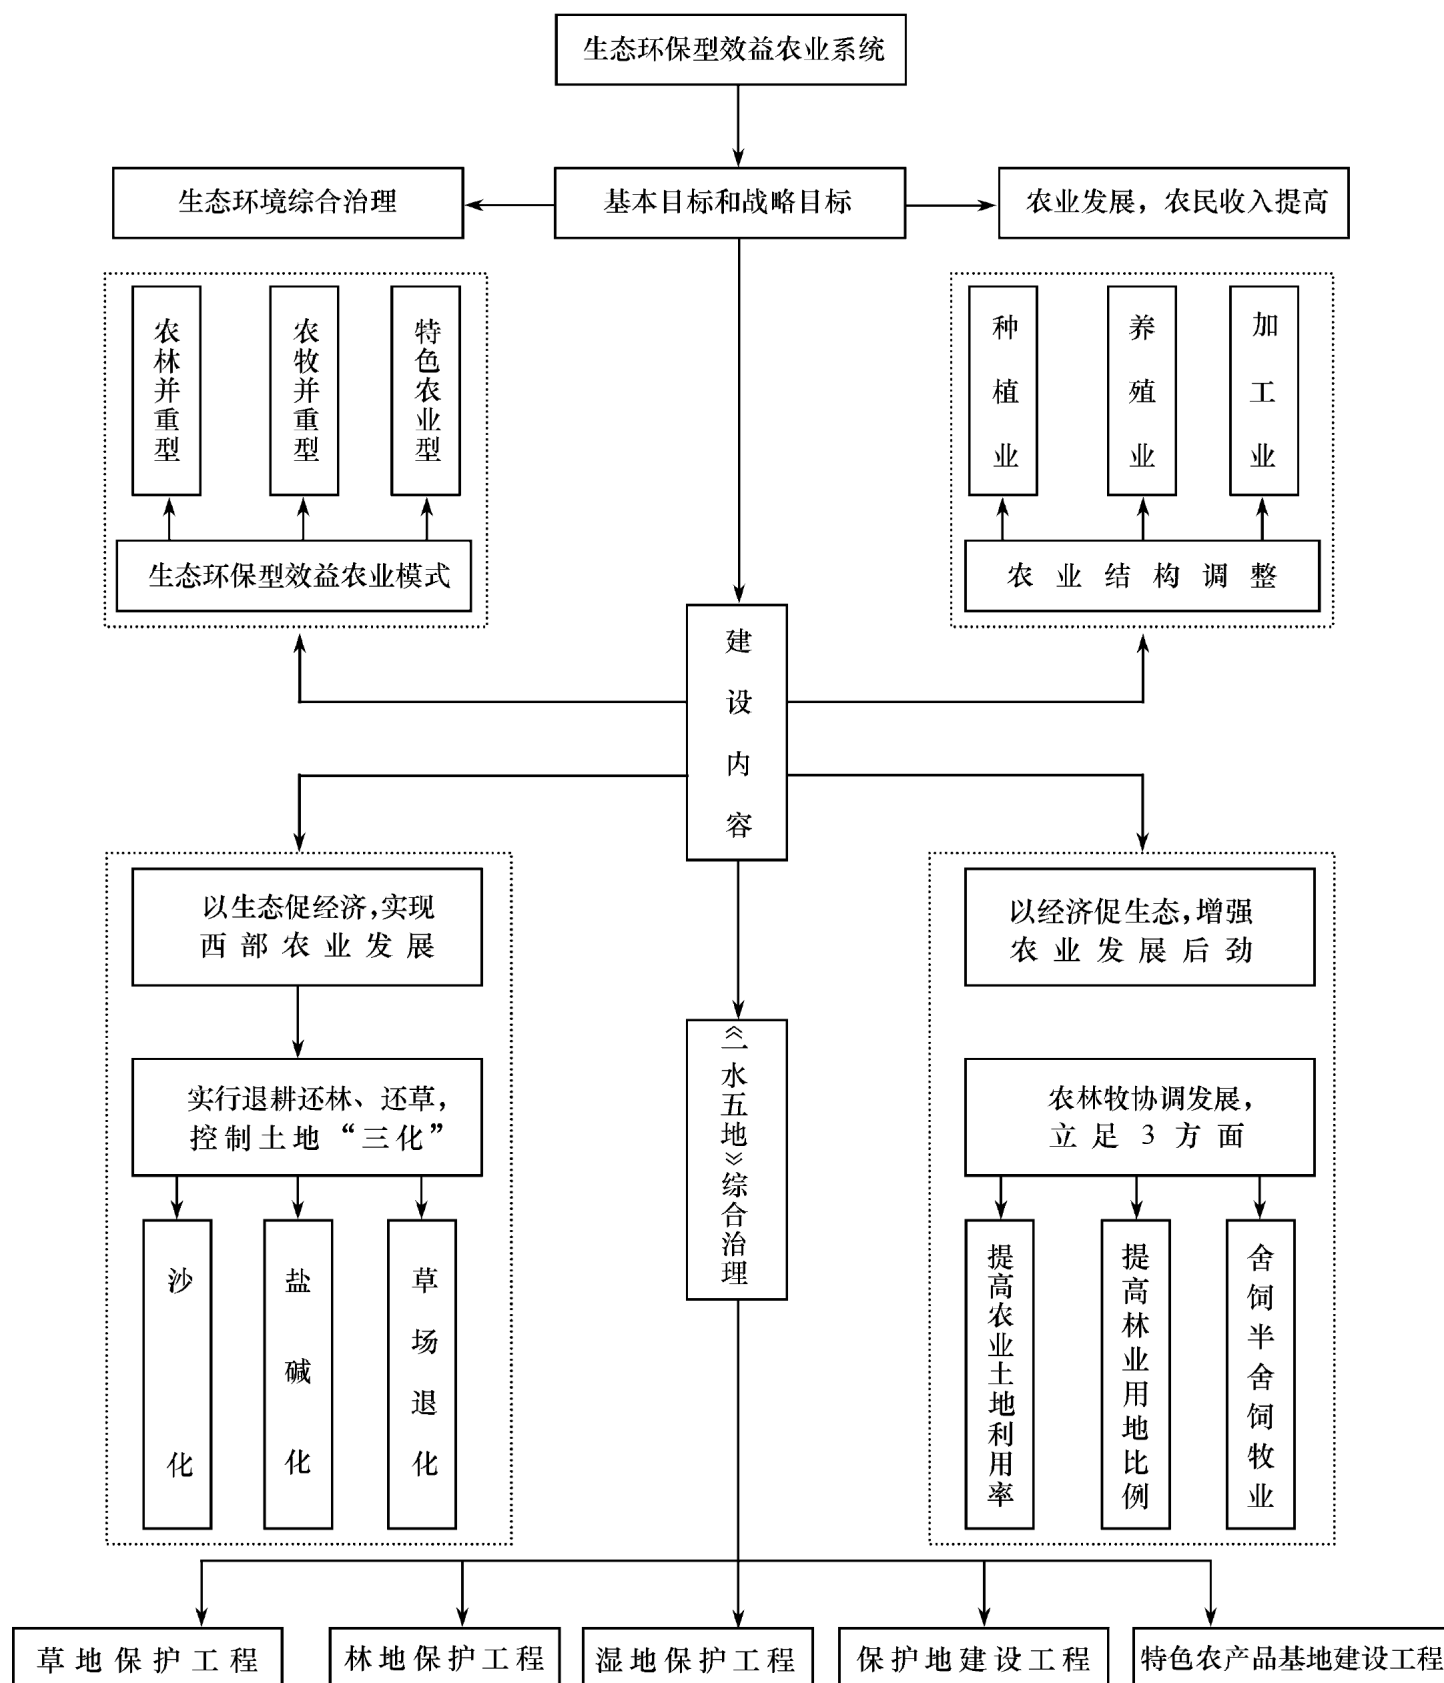 生态环保型效益农业系统
生态环境综合治理
基本目标和战略目标
农业发展，农民收入提高
农林并重型
农牧并重型
特色农业型
生态环保型效益农业模式
种植业
养殖业
加工业
农业结构调整
建设内容
以生态促经济，实现
西部农业发展
实行退耕还林、还草，
控制土地“三化”
沙化
盐碱化
草场退化
《一水五地》综合治理
以经济促生态，增强
农业发展后劲
农林牧协调发展，
立足3方面
提高农业土地利用率
提高林业用地比例
舍饲半舍饲牧业
草地保护工程
林地保护工程
湿地保护工程
保护地建设工程
特色农产品基地建设工程